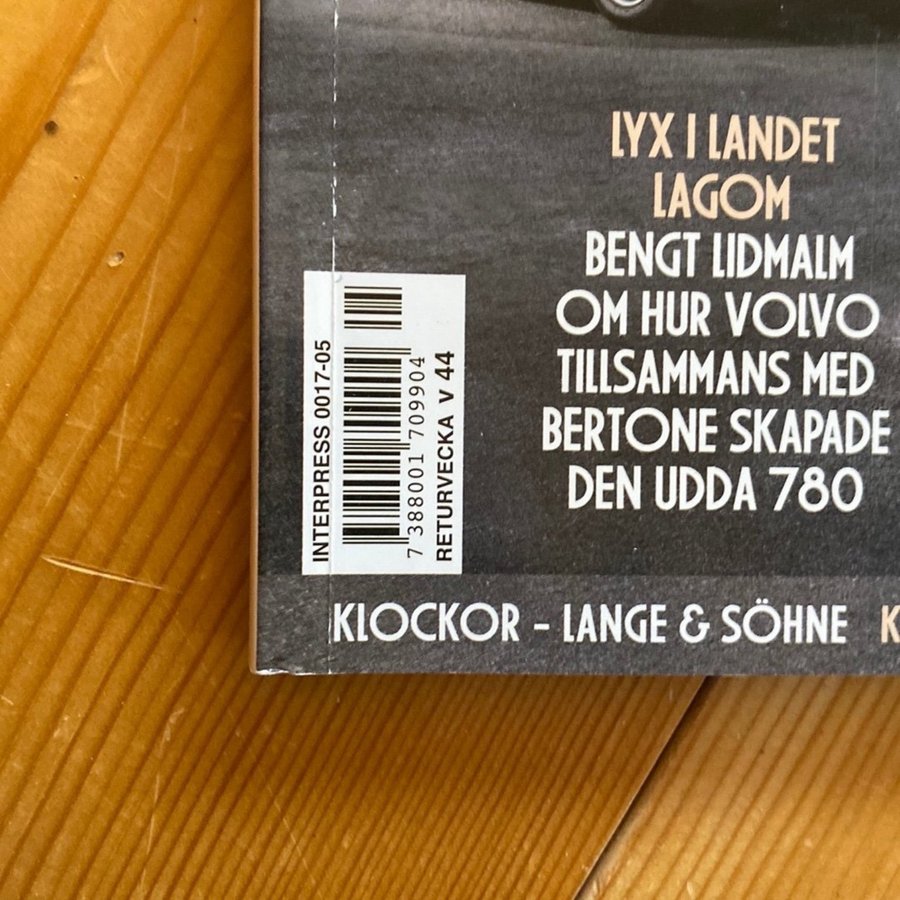 LYX I LANDET
LAGOM
BENGT LIDMALM
OM HUR VOLVO
TILLSAMMANS MED
BERTONE SKAPADE
DEN UDDA 780
INTERPRESS 0017-05
7 388001 709904
RETURVECKA V 44
KLOCKOR – LANGE & SÖHNE K